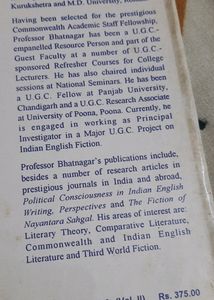 Kurukshetra and M.D. University,
Having been selected for the prestigious
Commonwealth Academic Staff Fellowship,
Professor Bhatnagar has been a U.G.C.-
empanelled Resource Person and part of the
Guest Faculty at a number of U.G.C.-
sponsored Refresher Courses for College
Lecturers. He has also chaired individual
sessions at National Seminars. He has been
a U.G.C. Fellow at Panjab University,
Chandigarh and a U.G.C. Research Associate
at University of Poona, Poona. Currently, he
is engaged in working as Principal
Investigator in a Major U.G.C. Project on
Indian English Fiction.
Professor Bhatnagar's publications include,
besides a number of research articles in
prestigious journals in India and abroad,
Political Consciousness in Indian English
Writing, Perspectives and The Fiction of
Nayantara Sahgal. His areas of interest are:
Literary Theory, Comparative Literature,
Commonwealth and Indian English
Literature and Third World Fiction.
(Vol. II) Rs. 375.00